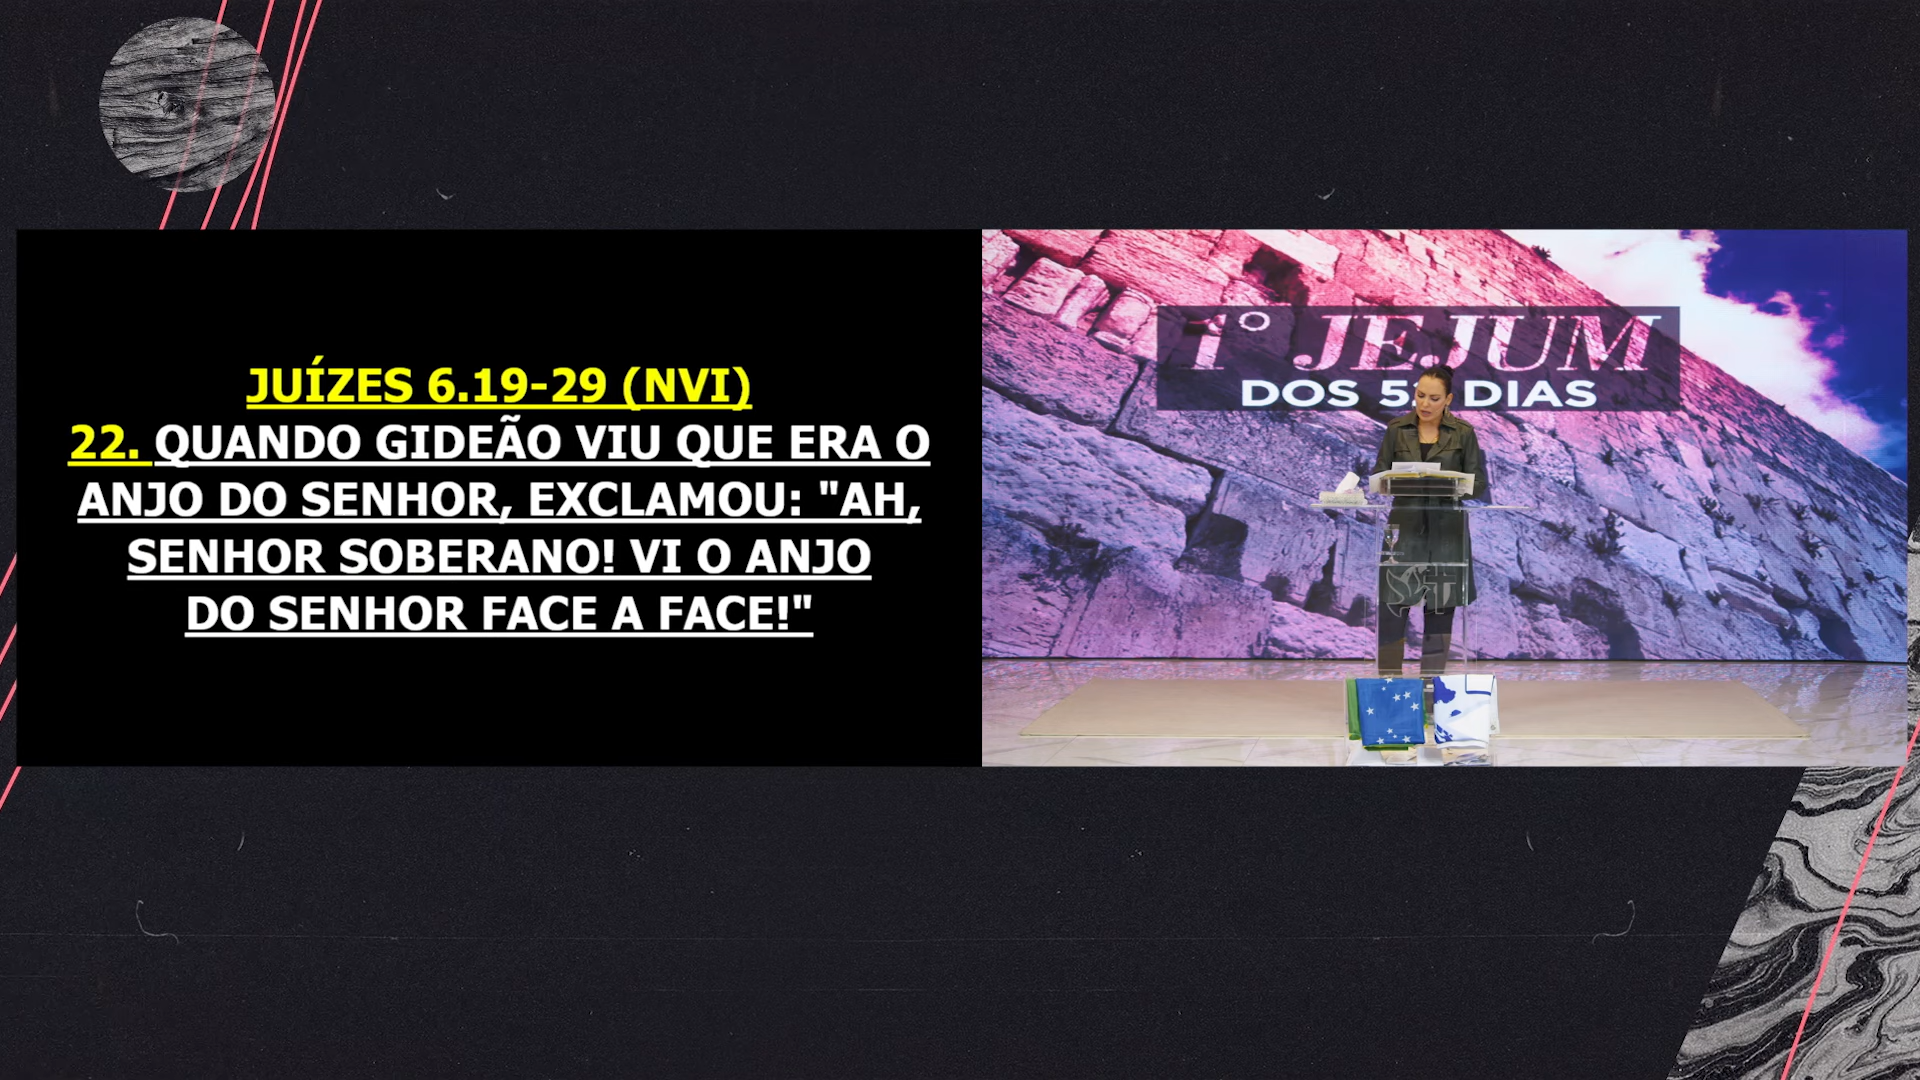 JUÍZES 6.19-29 (NVI)
22. QUANDO GIDEÃO VIU QUE ERA O
ANJO DO SENHOR, EXCLAMOU: "AH,
SENHOR SOBERANO! VI O ANJO
DO SENHOR FACE A FACE!"
1º JEJUM
DOS DIAS